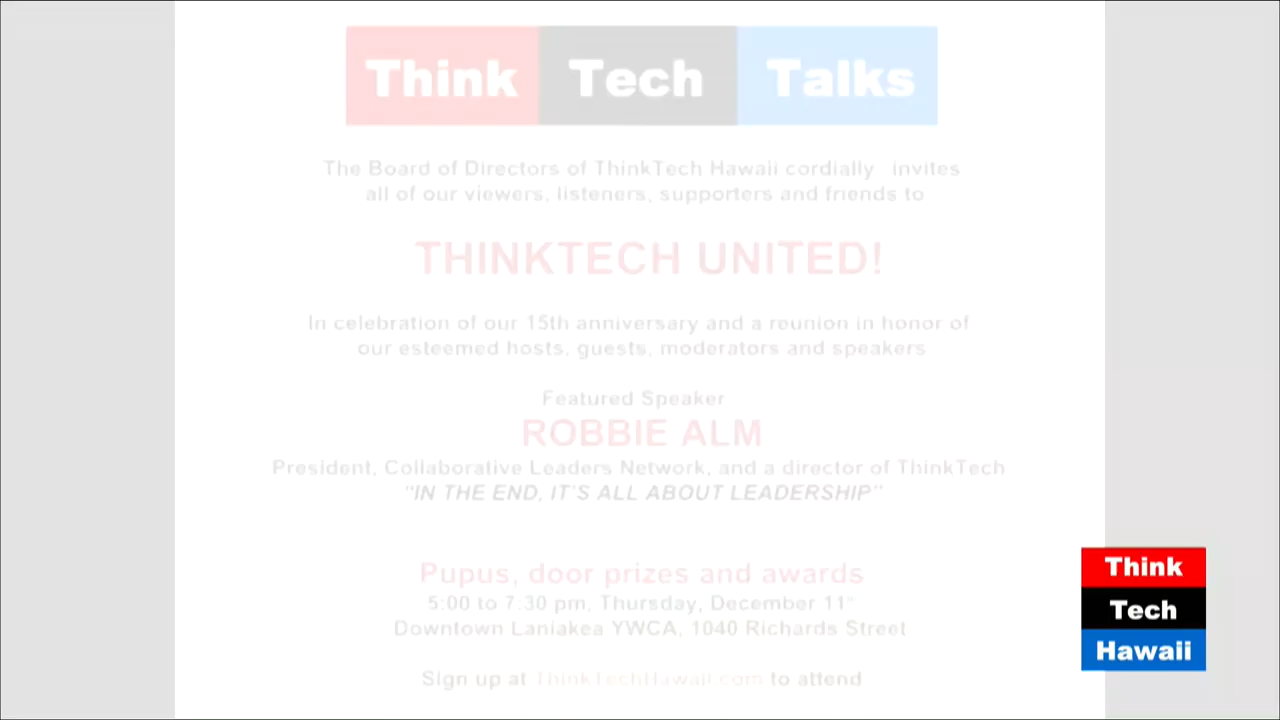 Think Tech Talks
The Board of Directors of ThinkTech Hawaii cordially invites
all of our viewers, listeners, supporters and friends to
THINKTECH UNITED!
In celebration of our 15th anniversary and a reunion in honor of
our esteemed hosts, guests, moderators and speakers
Featured Speaker
ROBBIE ALM
President, Collaborative Leaders Network, and a director of ThinkTech
"IN THE END, IT'S ALL ABOUT LEADERSHIP"
Pupus, door prizes and awards
5:00 to 7:30 pm, Thursday, December 11th
Downtown Laniakea YWCA, 1040 Richards Street
Sign up at ThinkTechHawaii.com to attend
Think
Tech
Hawaii